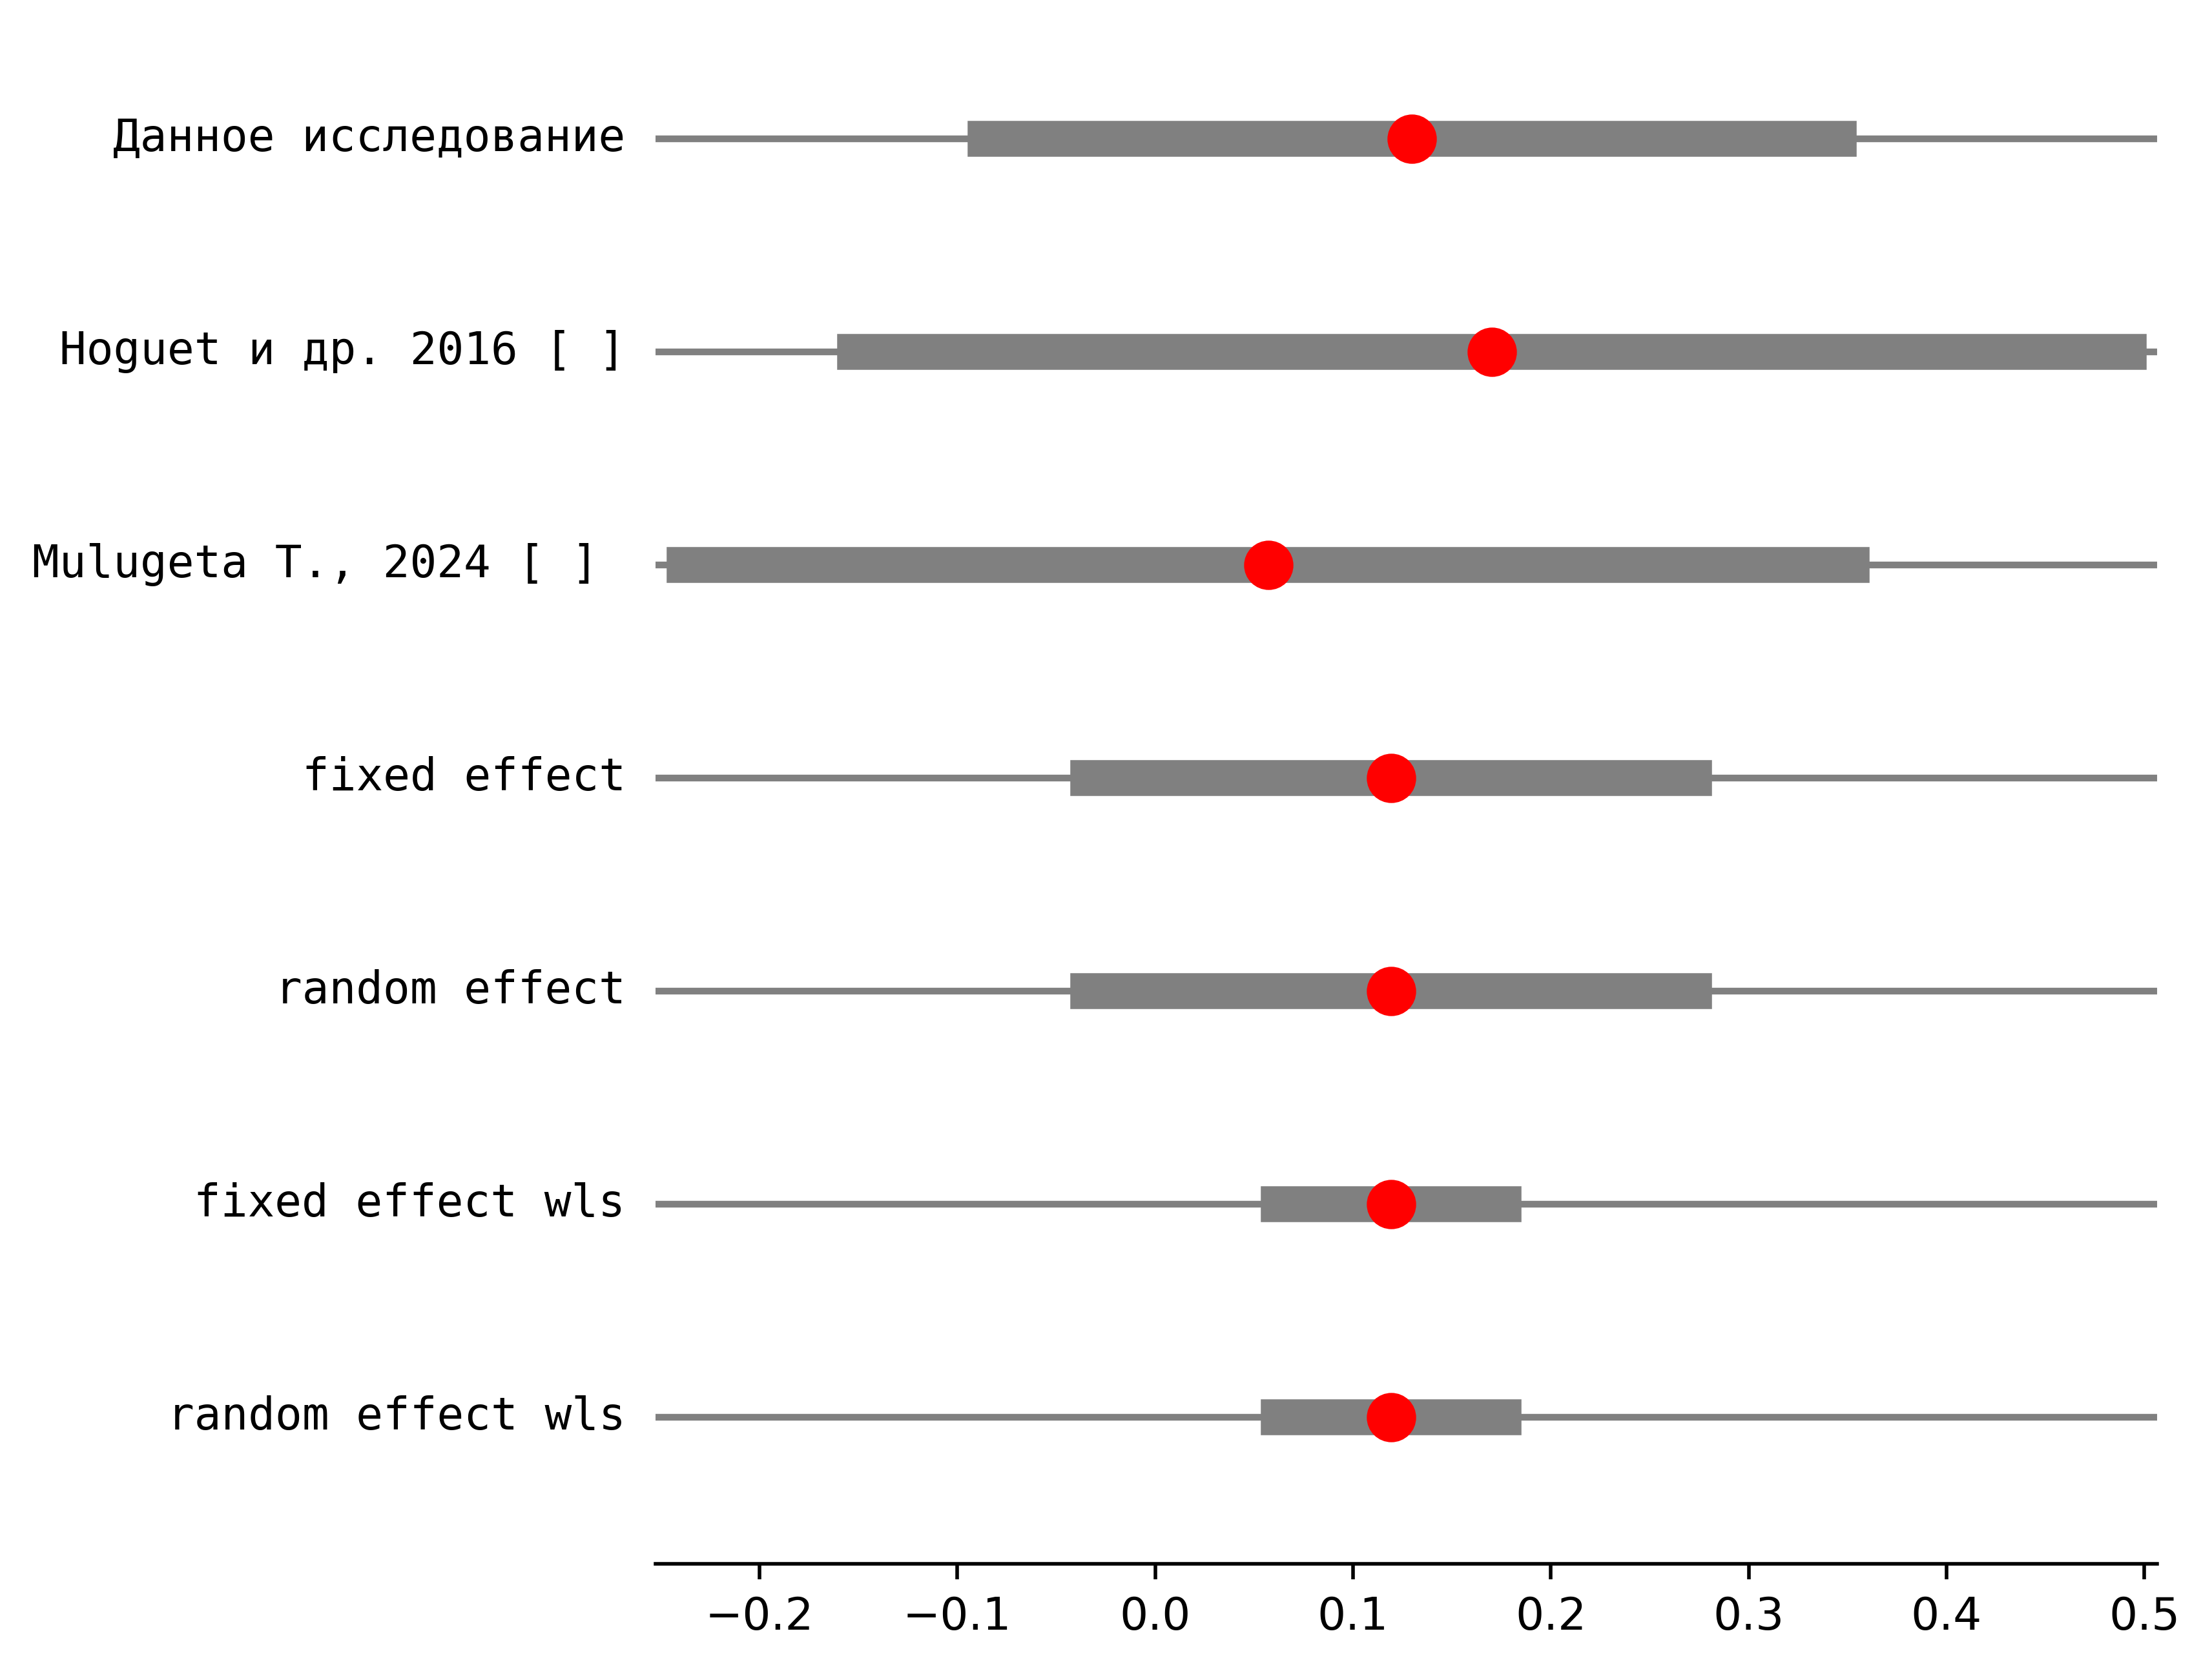 Данное исследование
Hoguet и др. 2016 [ ]
Mulugeta T., 2024 [ ]
fixed effect
random effect
fixed effect wls
random effect wls
−0.2 −0.1 0.0 0.1 0.2 0.3 0.4 0.5